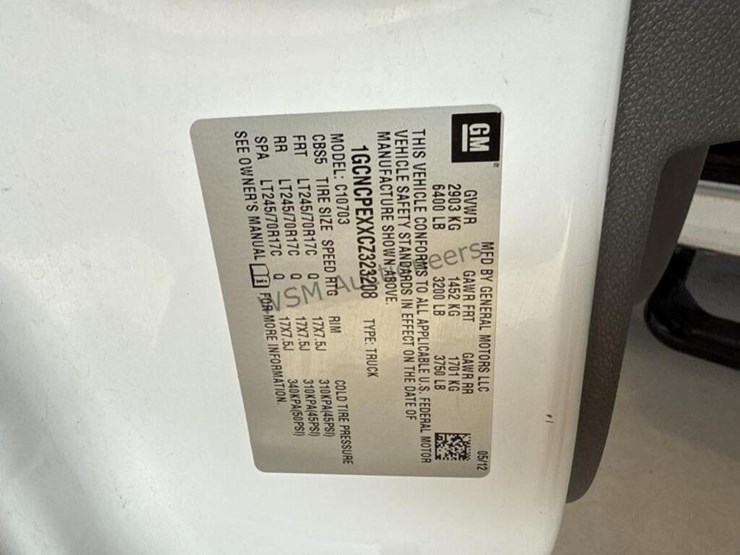 GM
MFD BY GENERAL MOTORS LLC 05/12
GVWR GAWR FRT GAWR RR
2903 KG 1452 KG 1701 KG
6400 LB 3200 LB 3750 LB
THIS VEHICLE CONFORMS TO ALL APPLICABLE U.S. FEDERAL MOTOR
VEHICLE SAFETY STANDARDS IN EFFECT ON THE DATE OF
MANUFACTURE SHOWN ABOVE.
1GCNCPEXXCZ323208 TYPE: TRUCK
MODEL: C10703
CBS5 TIRE SIZE SPEED RTG RIM COLD TIRE PRESSURE
FRT LT245/70R17C Q 17X7.5J 310KPA(45PSI)
RR LT245/70R17C Q 17X7.5J 310KPA(45PSI)
SPA LT245/70R17C Q 17X7.5J 340KPA(50PSI)
SEE OWNER'S MANUAL i FOR MORE INFORMATION.
WSM Auctioneers